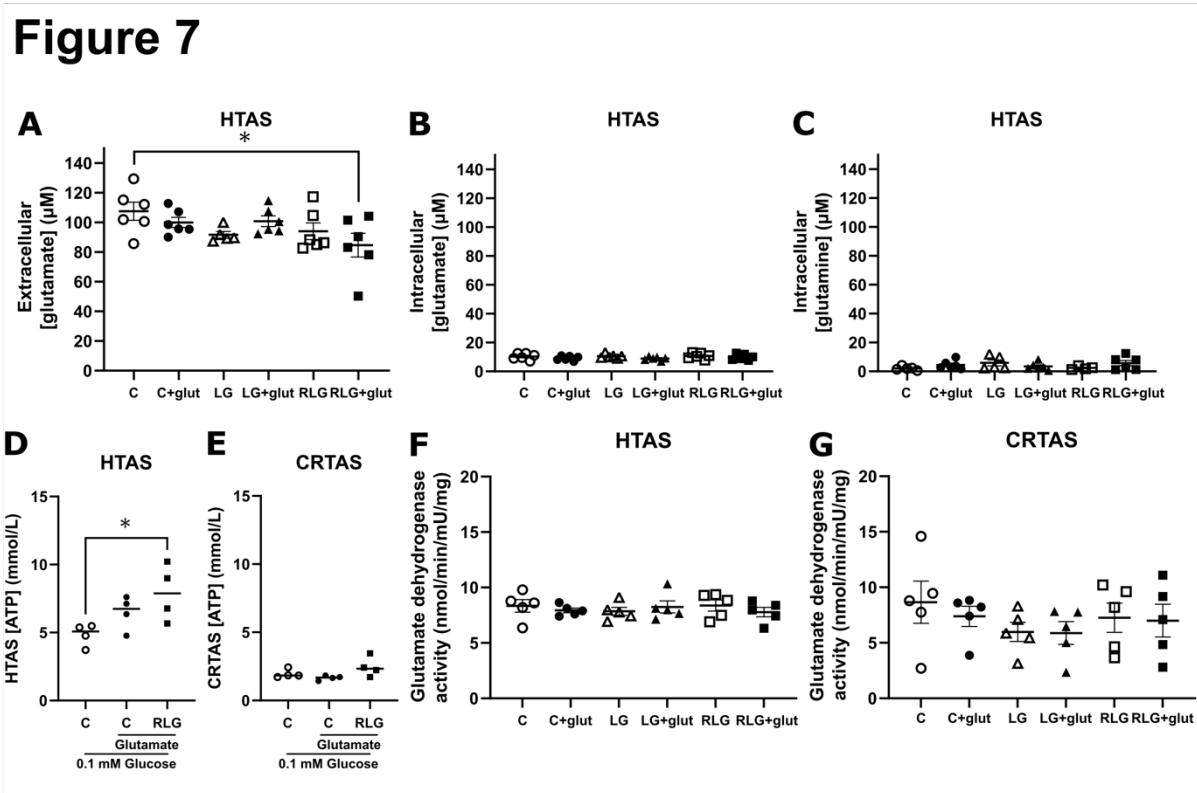 Figure 7
A
HTAS
*
Extracellular
[glutamate] (µM)
140
120
100
80
60
40
20
0
C C+glut LG LG+glut RLG RLG+glut
B
HTAS
Intracellular
[glutamate] (µM)
140
120
100
80
60
40
20
0
C C+glut LG LG+glut RLG RLG+glut
C
HTAS
Intracellular
[glutamine] (µM)
140
120
100
80
60
40
20
0
C C+glut LG LG+glut RLG RLG+glut
D
HTAS
*
HTAS [ATP] (mmol/L)
15
10
5
0
C C RLG
Glutamate
0.1 mM Glucose
E
CRTAS
CRTAS [ATP] (mmol/L)
15
10
5
0
C C RLG
Glutamate
0.1 mM Glucose
F
HTAS
Glutamate dehydrogenase
activity (nmol/min/mU/mg)
20
15
10
5
0
C C+glut LG LG+glut RLG RLG+glut
G
CRTAS
Glutamate dehydrogenase
activity (nmol/min/mU/mg)
20
15
10
5
0
C C+glut LG LG+glut RLG RLG+glut